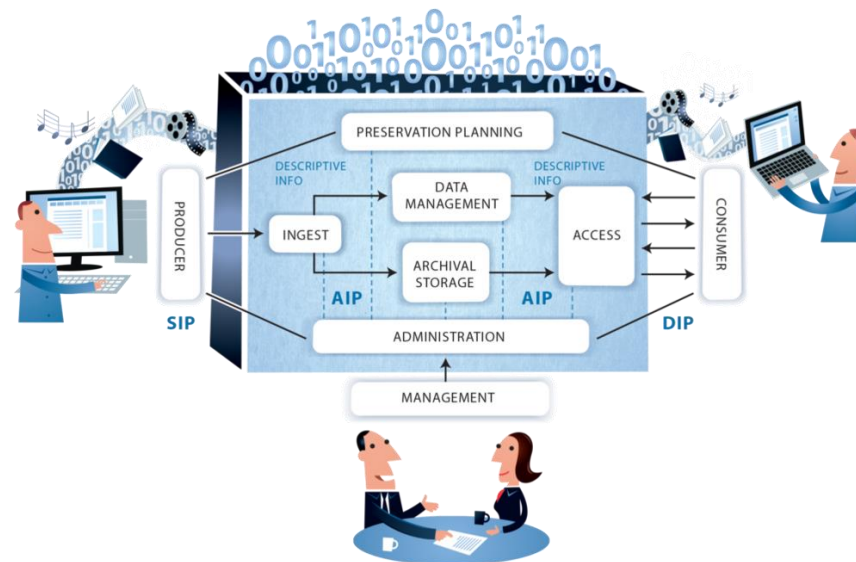 PRESERVATION PLANNING
DESCRIPTIVE
INFO
DESCRIPTIVE
INFO
DATA
MANAGEMENT
PRODUCER
INGEST
ACCESS
CONSUMER
ARCHIVAL
STORAGE
AIP
AIP
SIP
DIP
ADMINISTRATION
MANAGEMENT